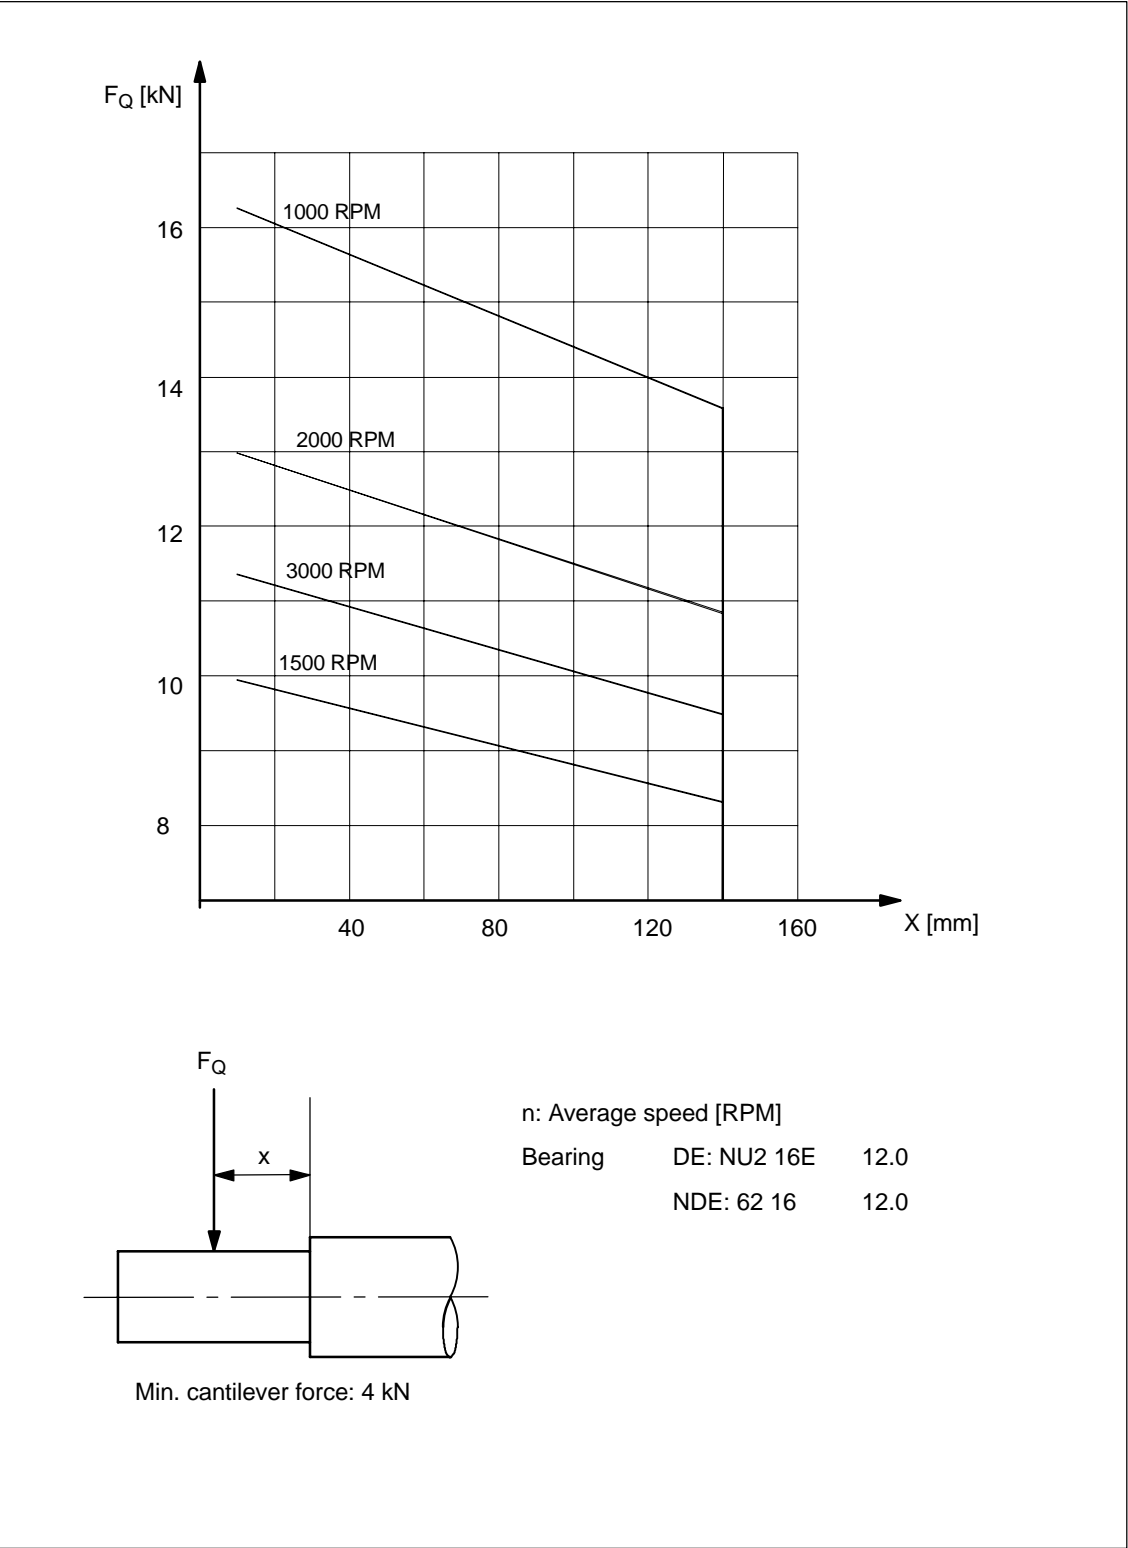 FQ [kN]
1000 RPM
16
14
2000 RPM
12
3000 RPM
1500 RPM
10
8
40 80 120 160 X [mm]
FQ
n: Average speed [RPM]
x
Bearing DE: NU2 16E 12.0
NDE: 62 16 12.0
Min. cantilever force: 4 kN